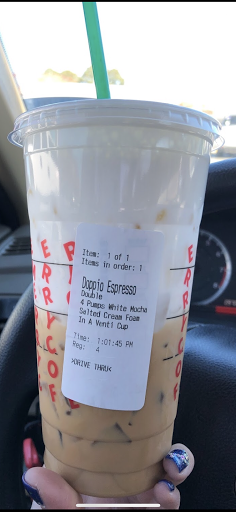 Item: 1 of 1
Items in order: 1
Doppio Espresso
Double
4 Pumps White Mocha
Salted Cream Foam
In A Venti Cup
Time: 1:01:45 PM
Reg: 4
>DRIVE THRU<